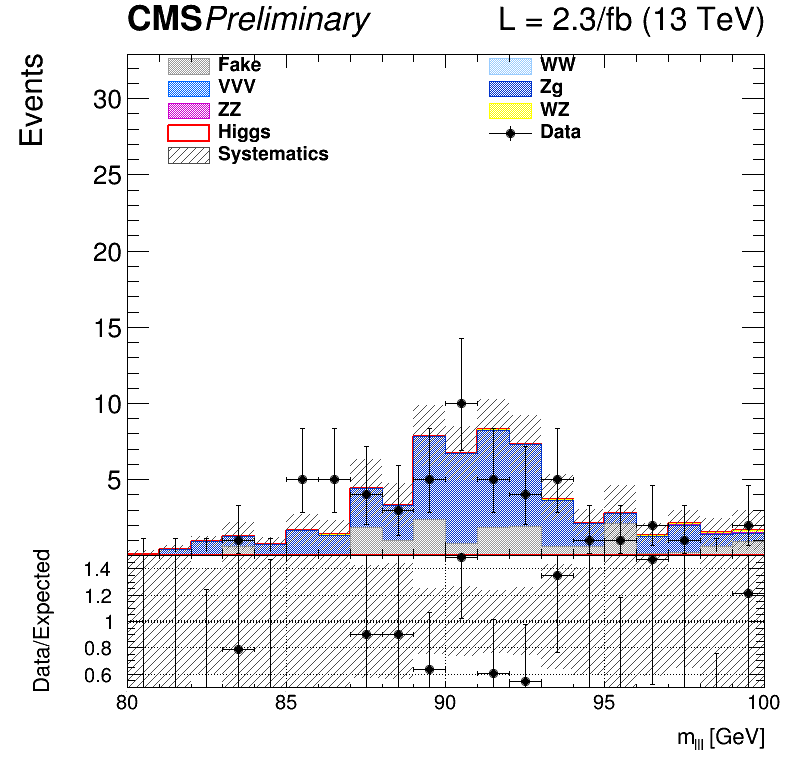 CMS Preliminary L = 2.3/fb (13 TeV)
Events
Fake WW
VVV Zg
ZZ WZ
Higgs Data
Systematics
30
25
20
15
10
5
Data/Expected
1.4
1.2
1
0.8
0.6
80 85 90 95 100
m_lll [GeV]